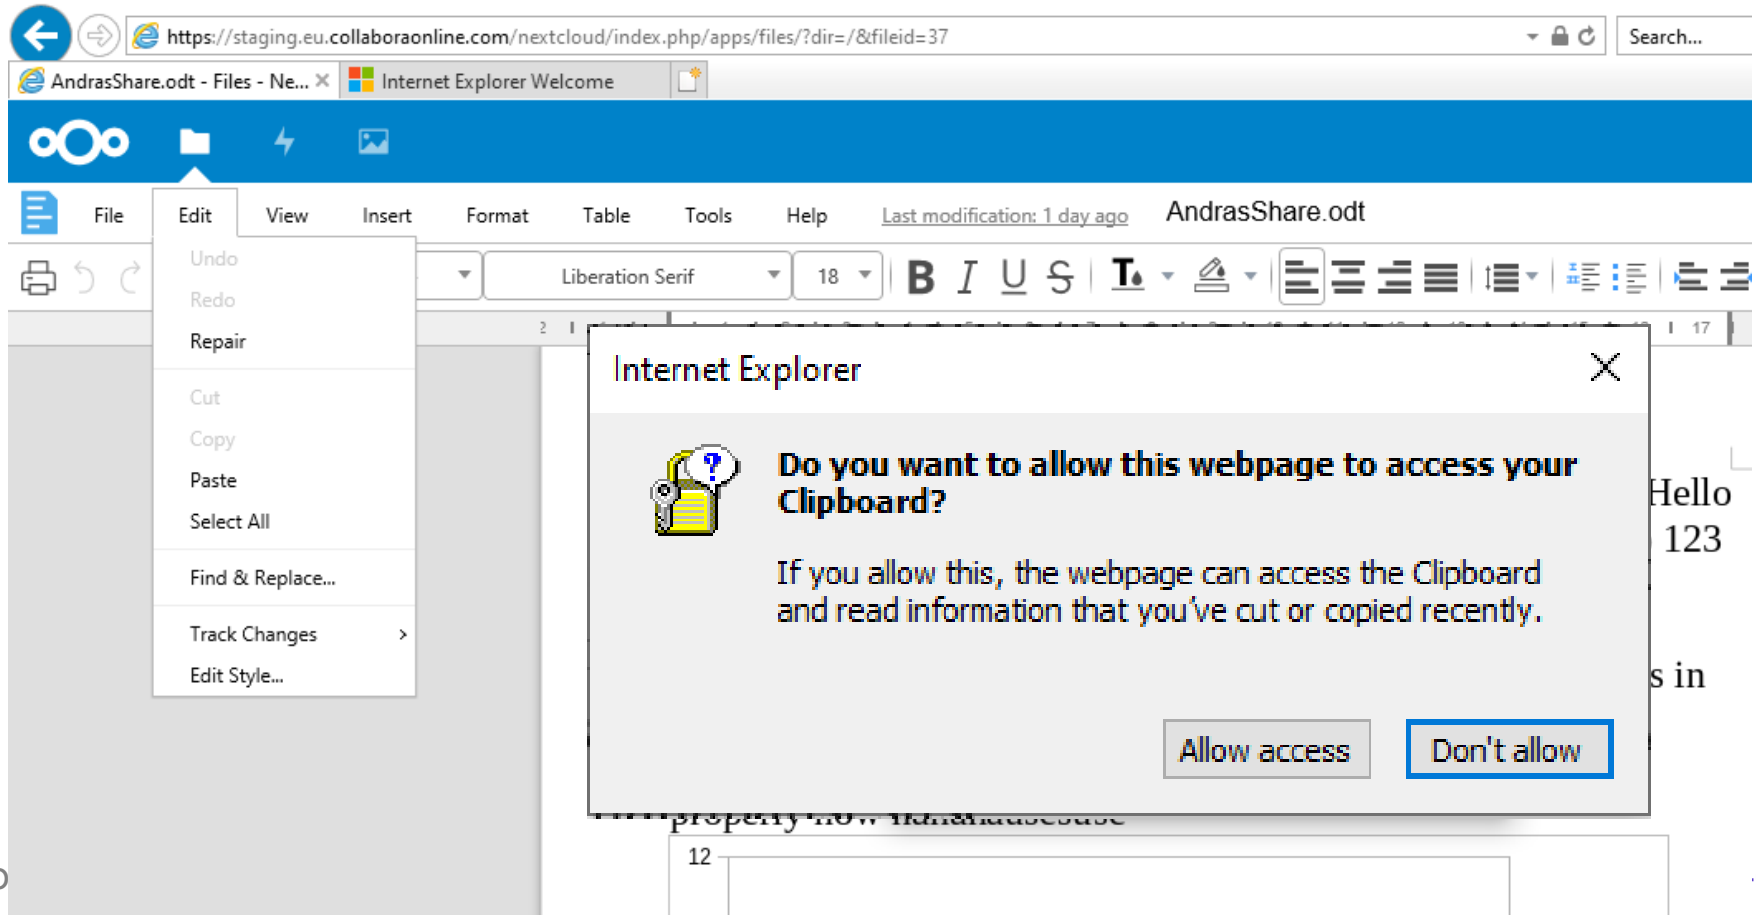 https://staging.eu.collaboraonline.com/nextcloud/index.php/apps/files/?dir=/&fileid=37
Search...
AndrasShare.odt - Files - Ne...
Internet Explorer Welcome
File Edit View Insert Format Table Tools Help Last modification: 1 day ago AndrasShare.odt
Undo
Redo
Repair
Cut
Copy
Paste
Select All
Find & Replace...
Track Changes
Edit Style...
Liberation Serif
18
2
17
Internet Explorer
Do you want to allow this webpage to access your
Clipboard?
If you allow this, the webpage can access the Clipboard
and read information that you've cut or copied recently.
Allow access
Don't allow
Hello
123
s in
property
12